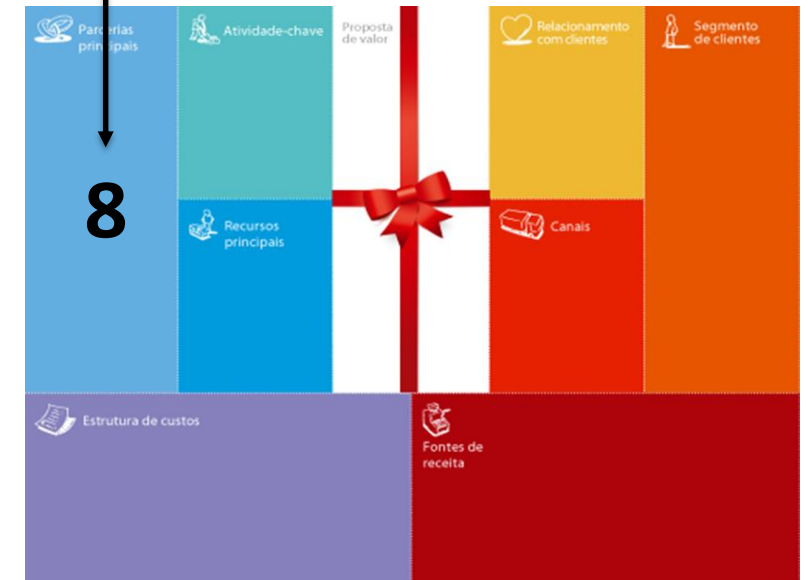 Parcerias
principais
8
Atividade-chave
Recursos
principais
Proposta
de valor
Relacionamento
com clientes
Canais
Segmento
de clientes
Estrutura de custos
Fontes de
receita